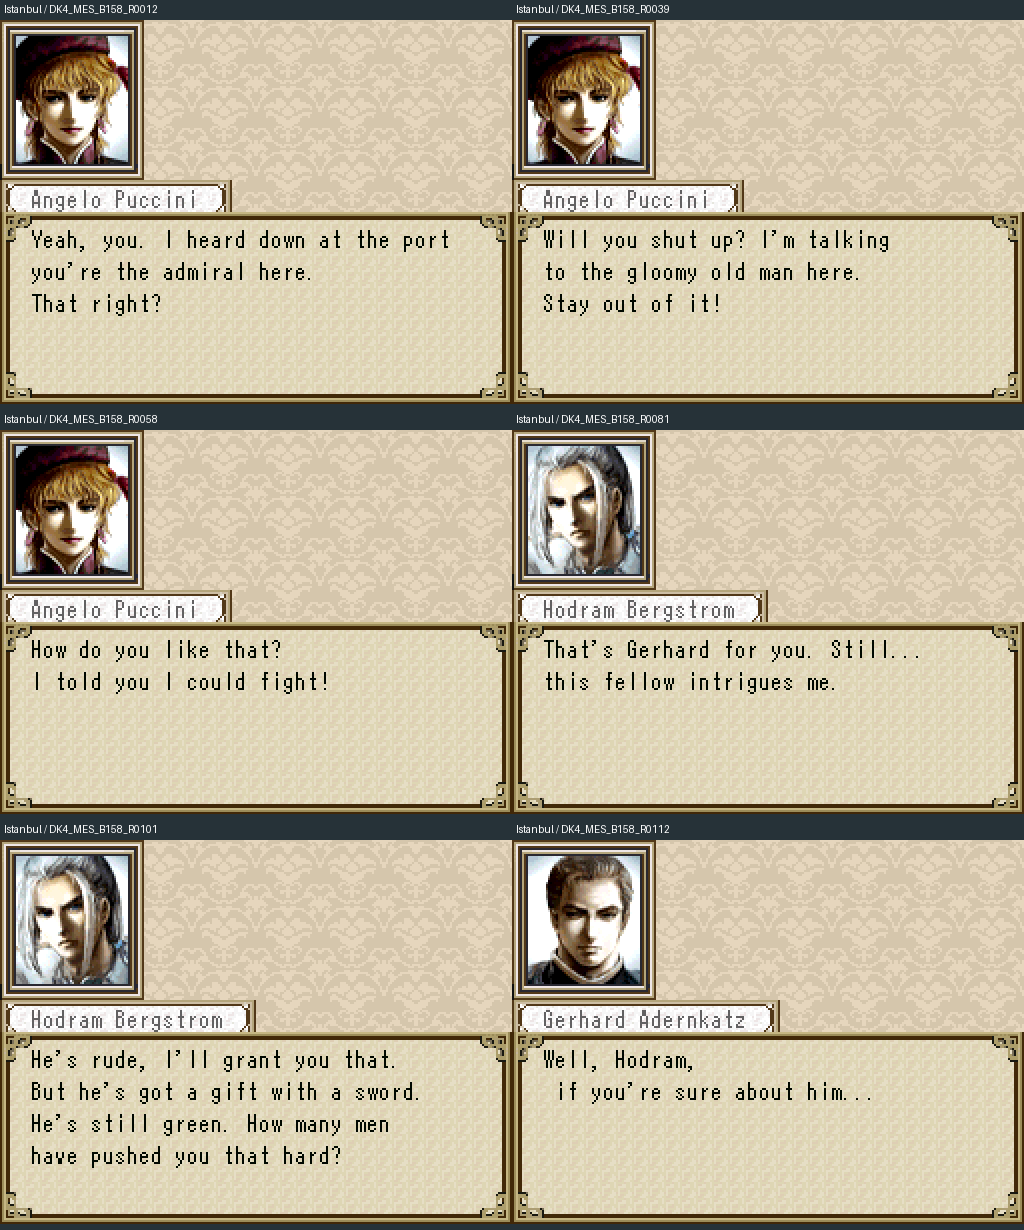 Istanbul / DK4_MES_B158_R0012
Angelo Puccini
Yeah, you. I heard down at the port
you're the admiral here.
That right?
Istanbul / DK4_MES_B158_R0039
Angelo Puccini
Will you shut up? I'm talking
to the gloomy old man here.
Stay out of it!
Istanbul / DK4_MES_B158_R0058
Angelo Puccini
How do you like that?
I told you I could fight!
Istanbul / DK4_MES_B158_R0081
Hodram Bergstrom
That's Gerhard for you. Still...
this fellow intrigues me.
Istanbul / DK4_MES_B158_R0101
Hodram Bergstrom
He's rude, I'll grant you that.
But he's got a gift with a sword.
He's still green. How many men
have pushed you that hard?
Istanbul / DK4_MES_B158_R0112
Gerhard Adernkatz
Well, Hodram,
if you're sure about him...